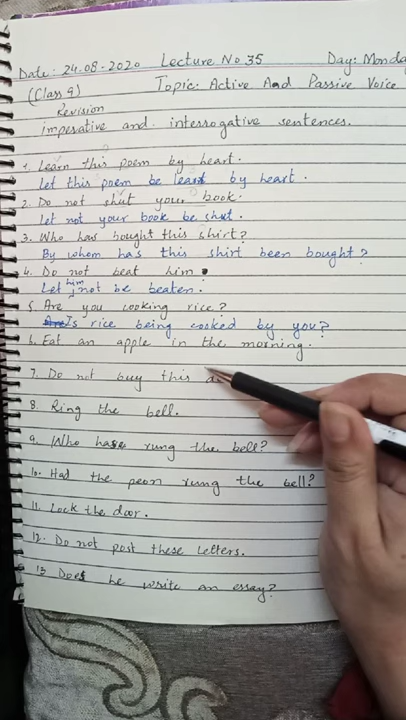 Date: 24.08.2020 Lecture No 35 Day: Monda
(Class 9) Topic: Active And Passive Voice
Revision
imperative and interrogative sentences.
1. Learn this poem by heart.
Let this poem be learnt by heart.
2. Do not shut your book.
Let not your book be shut.
3. Who has bought this shirt?
By whom has this shirt been bought?
4. Do not beat him.
Let him not be beaten.
5. Are you cooking rice?
Is rice being cooked by you?
6. Eat an apple in the morning.
7. Do not buy this
8. Ring the bell.
9. Who has rung the bell?
10. Had the peon rung the bell?
11. Lock the door.
12. Do not post these letters.
13 Does he write an essay?